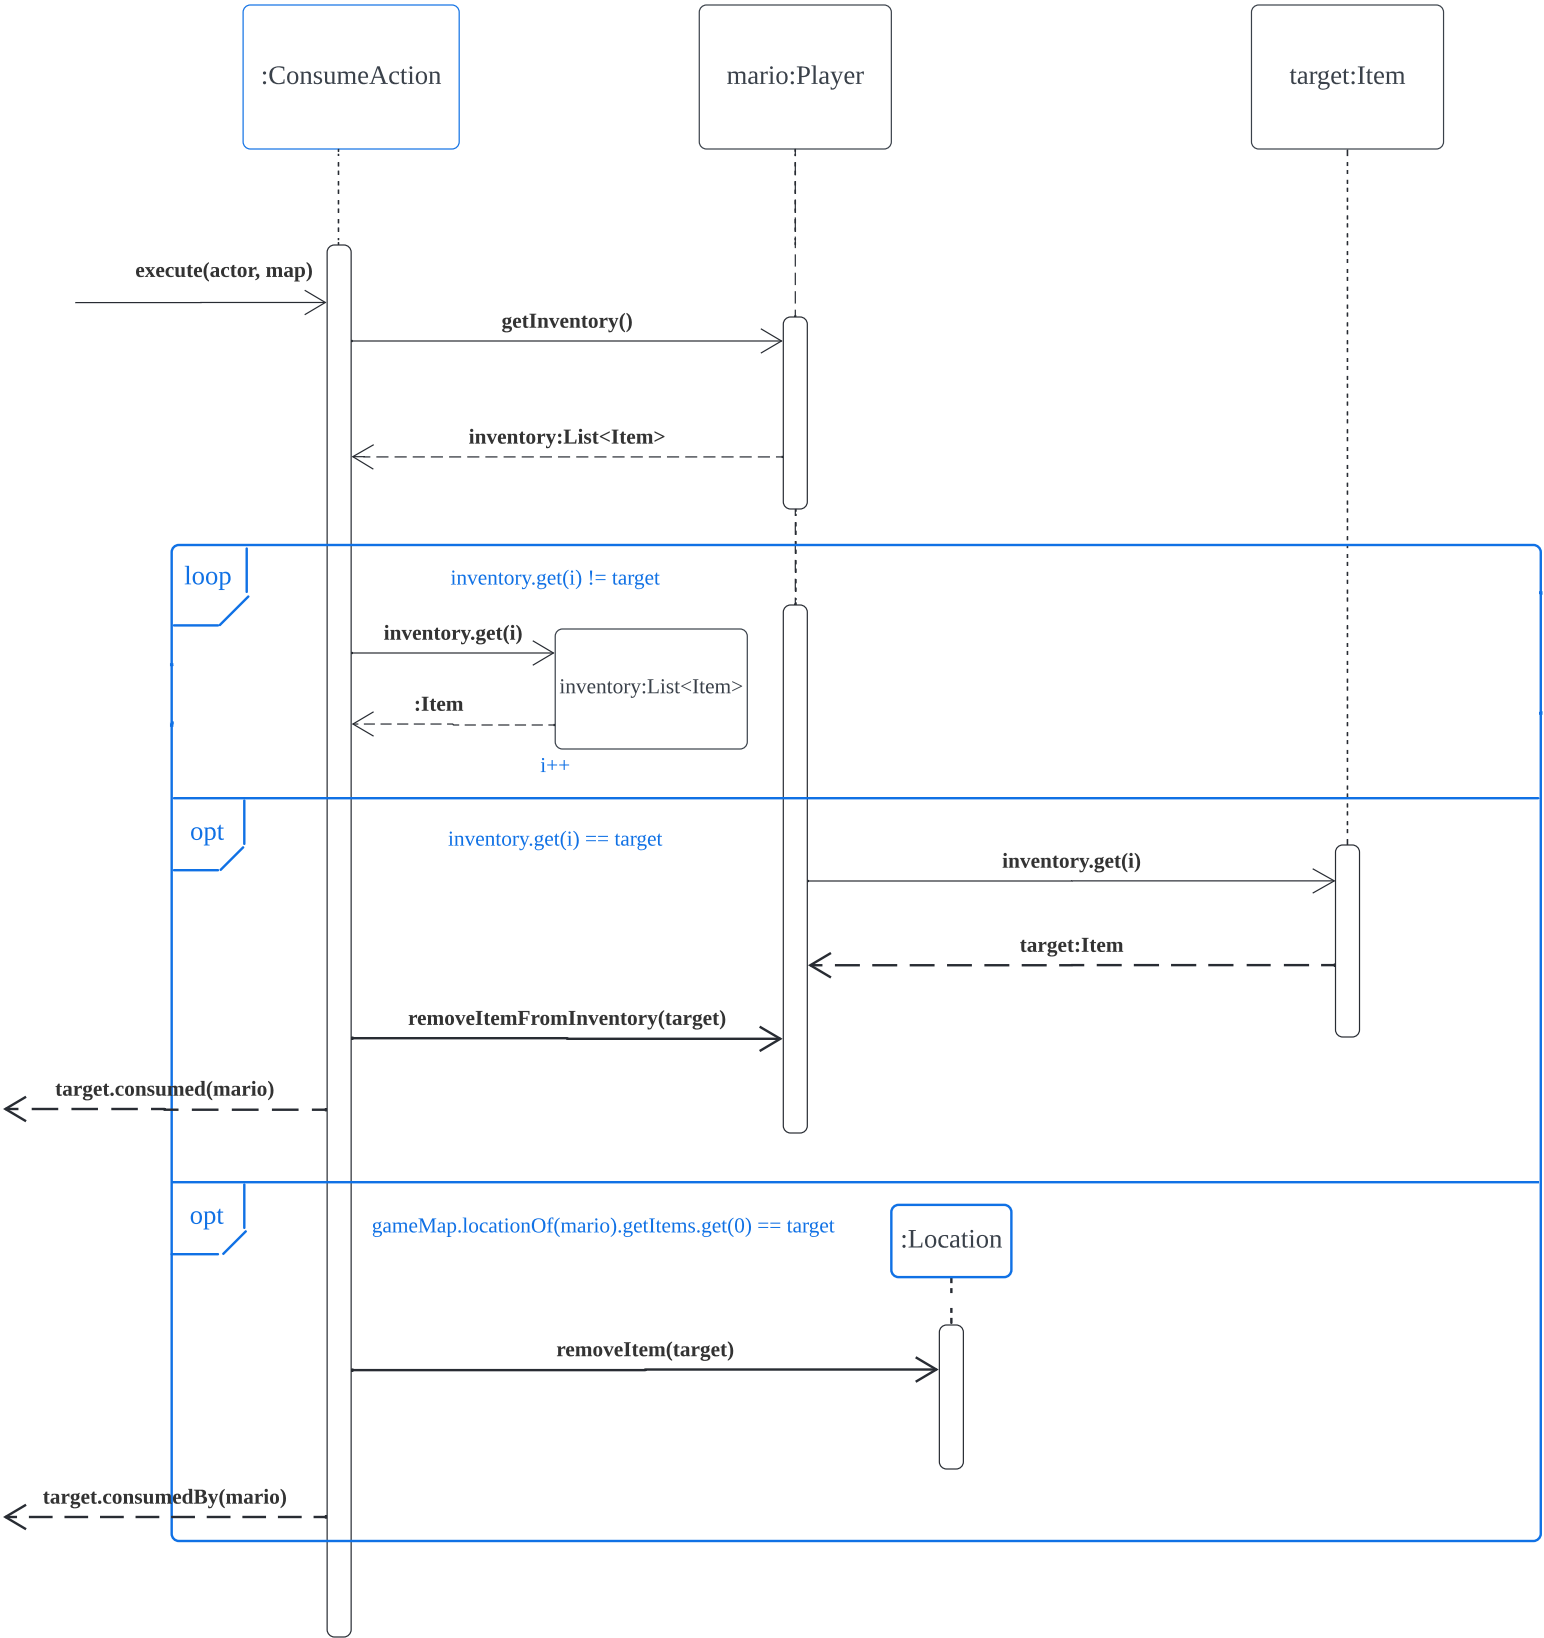 :ConsumeAction
mario:Player
target:Item
execute(actor, map)
getInventory()
inventory:List<Item>
loop
inventory.get(i) != target
inventory.get(i)
inventory:List<Item>
:Item
i++
opt
inventory.get(i) == target
inventory.get(i)
target:Item
removeItemFromInventory(target)
target.consumed(mario)
opt
gameMap.locationOf(mario).getItems.get(0) == target
:Location
removeItem(target)
target.consumedBy(mario)